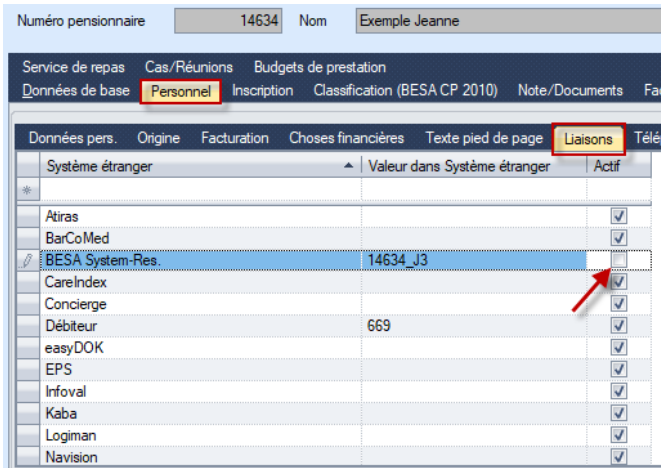 Numéro pensionnaire 14634 Nom Exemple Jeanne
Service de repas Cas/Réunions Budgets de prestation
Données de base Personnel Inscription Classification (BESA CP 2010) Note/Documents
Données pers. Origine Facturation Choses financières Texte pied de page Liaisons
Système étranger Valeur dans Système étranger Actif
Atiras
BarCoMed
BESA System-Res. 14634_J3
CareIndex
Concierge
Débiteur 669
easyDOK
EPS
Infoval
Kaba
Logiman
Navision